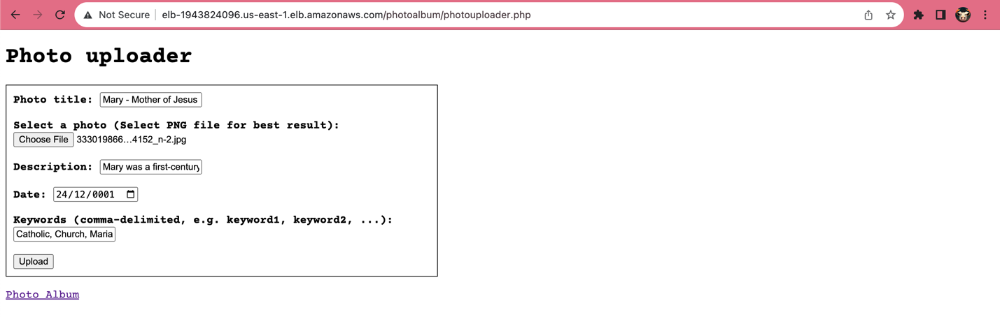 Not Secure | elb-1943824096.us-east-1.elb.amazonaws.com/photoalbum/photouploader.php
Photo uploader
Photo title: Mary - Mother of Jesus
Select a photo (Select PNG file for best result):
Choose File 333019866...4152_n-2.jpg
Description: Mary was a first-century
Date: 24/12/0001
Keywords (comma-delimited, e.g. keyword1, keyword2, ...):
Catholic, Church, Maria
Upload
Photo Album